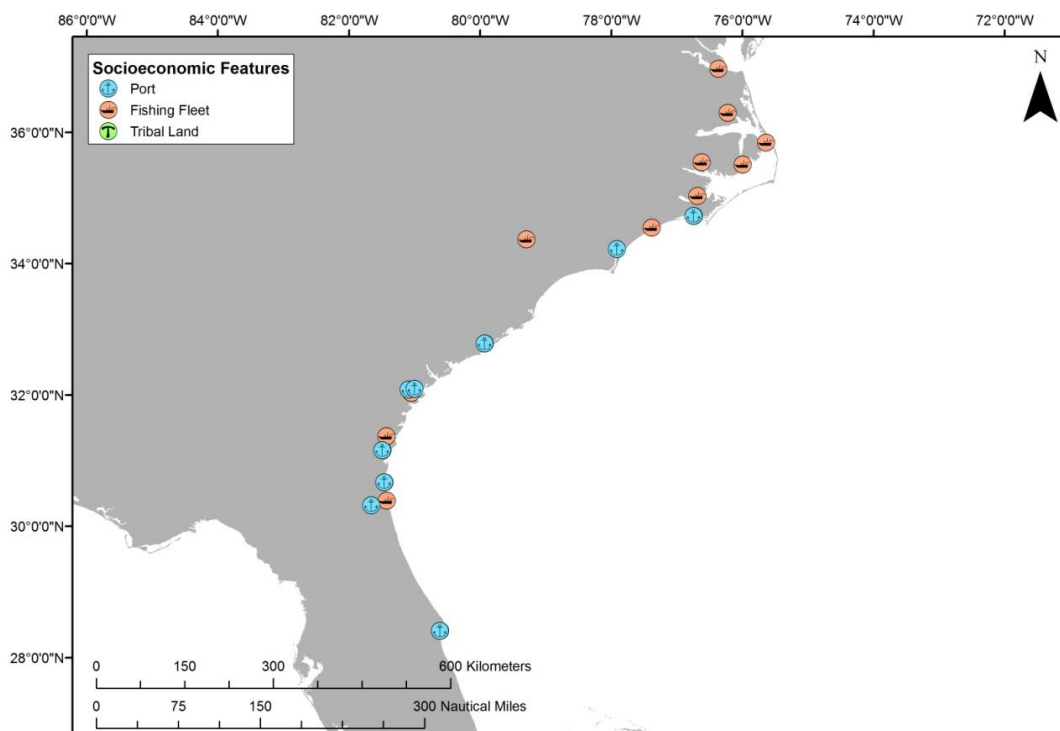 86°0'0"W 84°0'0"W 82°0'0"W 80°0'0"W 78°0'0"W 76°0'0"W 74°0'0"W 72°0'0"W
Socioeconomic Features
Port
Fishing Fleet
Tribal Land
N
36°0'0"N
34°0'0"N
32°0'0"N
30°0'0"N
28°0'0"N
0 150 300 600 Kilometers
0 75 150 300 Nautical Miles